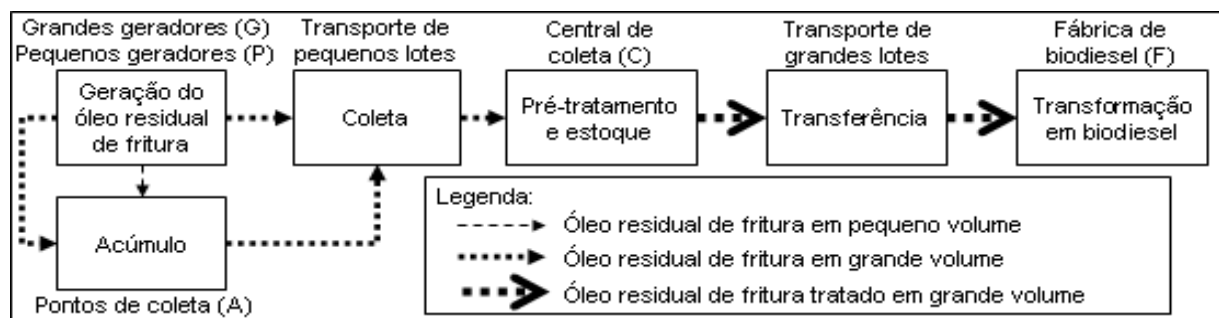 Grandes geradores (G)
Pequenos geradores (P)
Transporte de
pequenos lotes
Central de
coleta (C)
Transporte de
grandes lotes
Fábrica de
biodiesel (F)
Geração do
óleo residual
de fritura
Coleta
Pré-tratamento
e estoque
Transferência
Transformação
em biodiesel
Acúmulo
Pontos de coleta (A)
Legenda:
Óleo residual de fritura em pequeno volume
Óleo residual de fritura em grande volume
Óleo residual de fritura tratado em grande volume